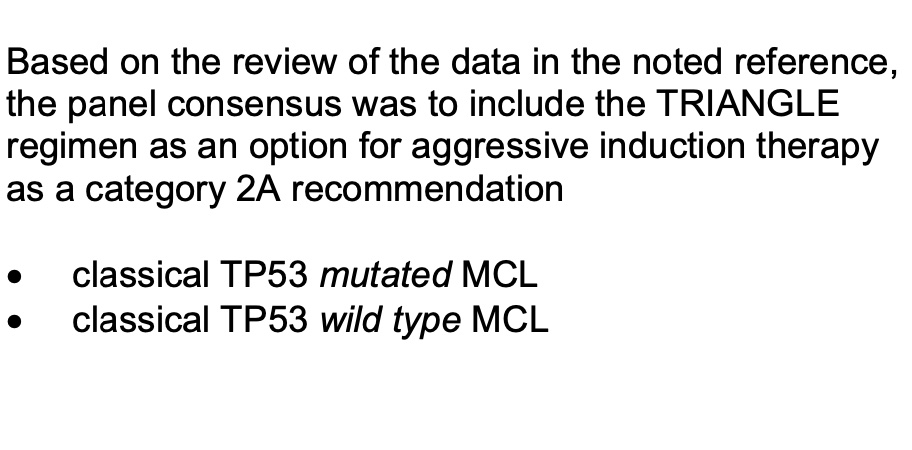 Based on the review of the data in the noted reference,
the panel consensus was to include the TRIANGLE
regimen as an option for aggressive induction therapy
as a category 2A recommendation
• classical TP53 mutated MCL
• classical TP53 wild type MCL